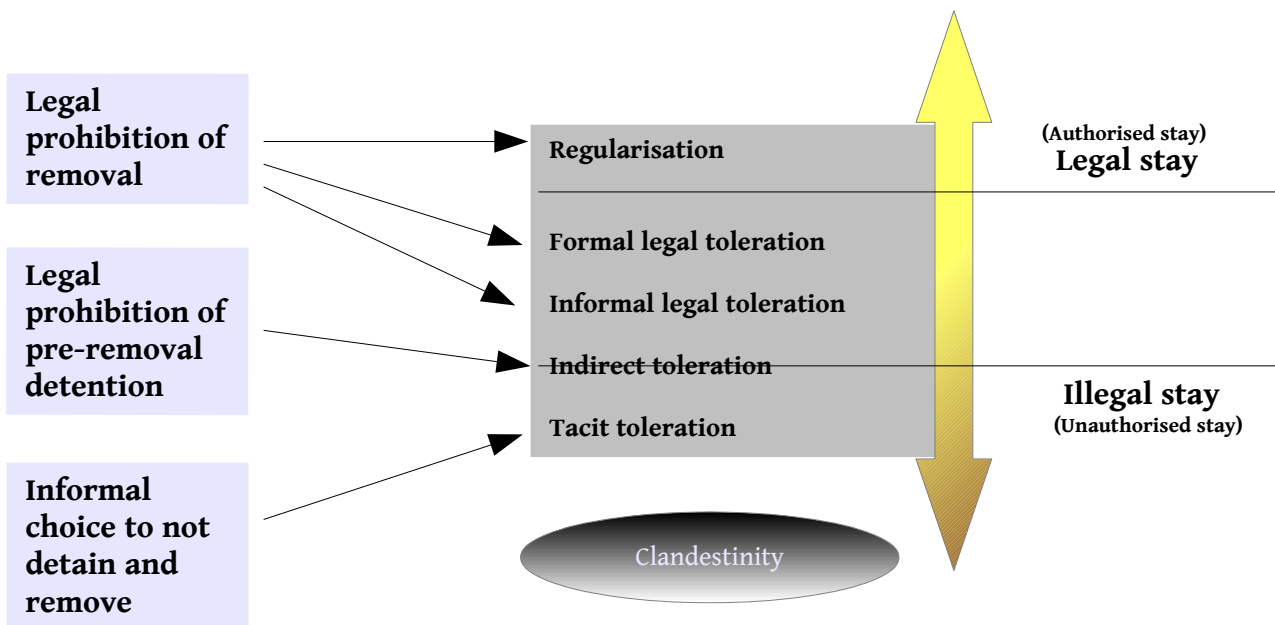 Legal
prohibition of
removal
Legal
prohibition of
pre-removal
detention
Informal
choice to not
detain and
remove
Regularisation
Formal legal toleration
Informal legal toleration
Indirect toleration
Tacit toleration
Clandestinity
(Authorised stay)
Legal stay
Illegal stay
(Unauthorised stay)